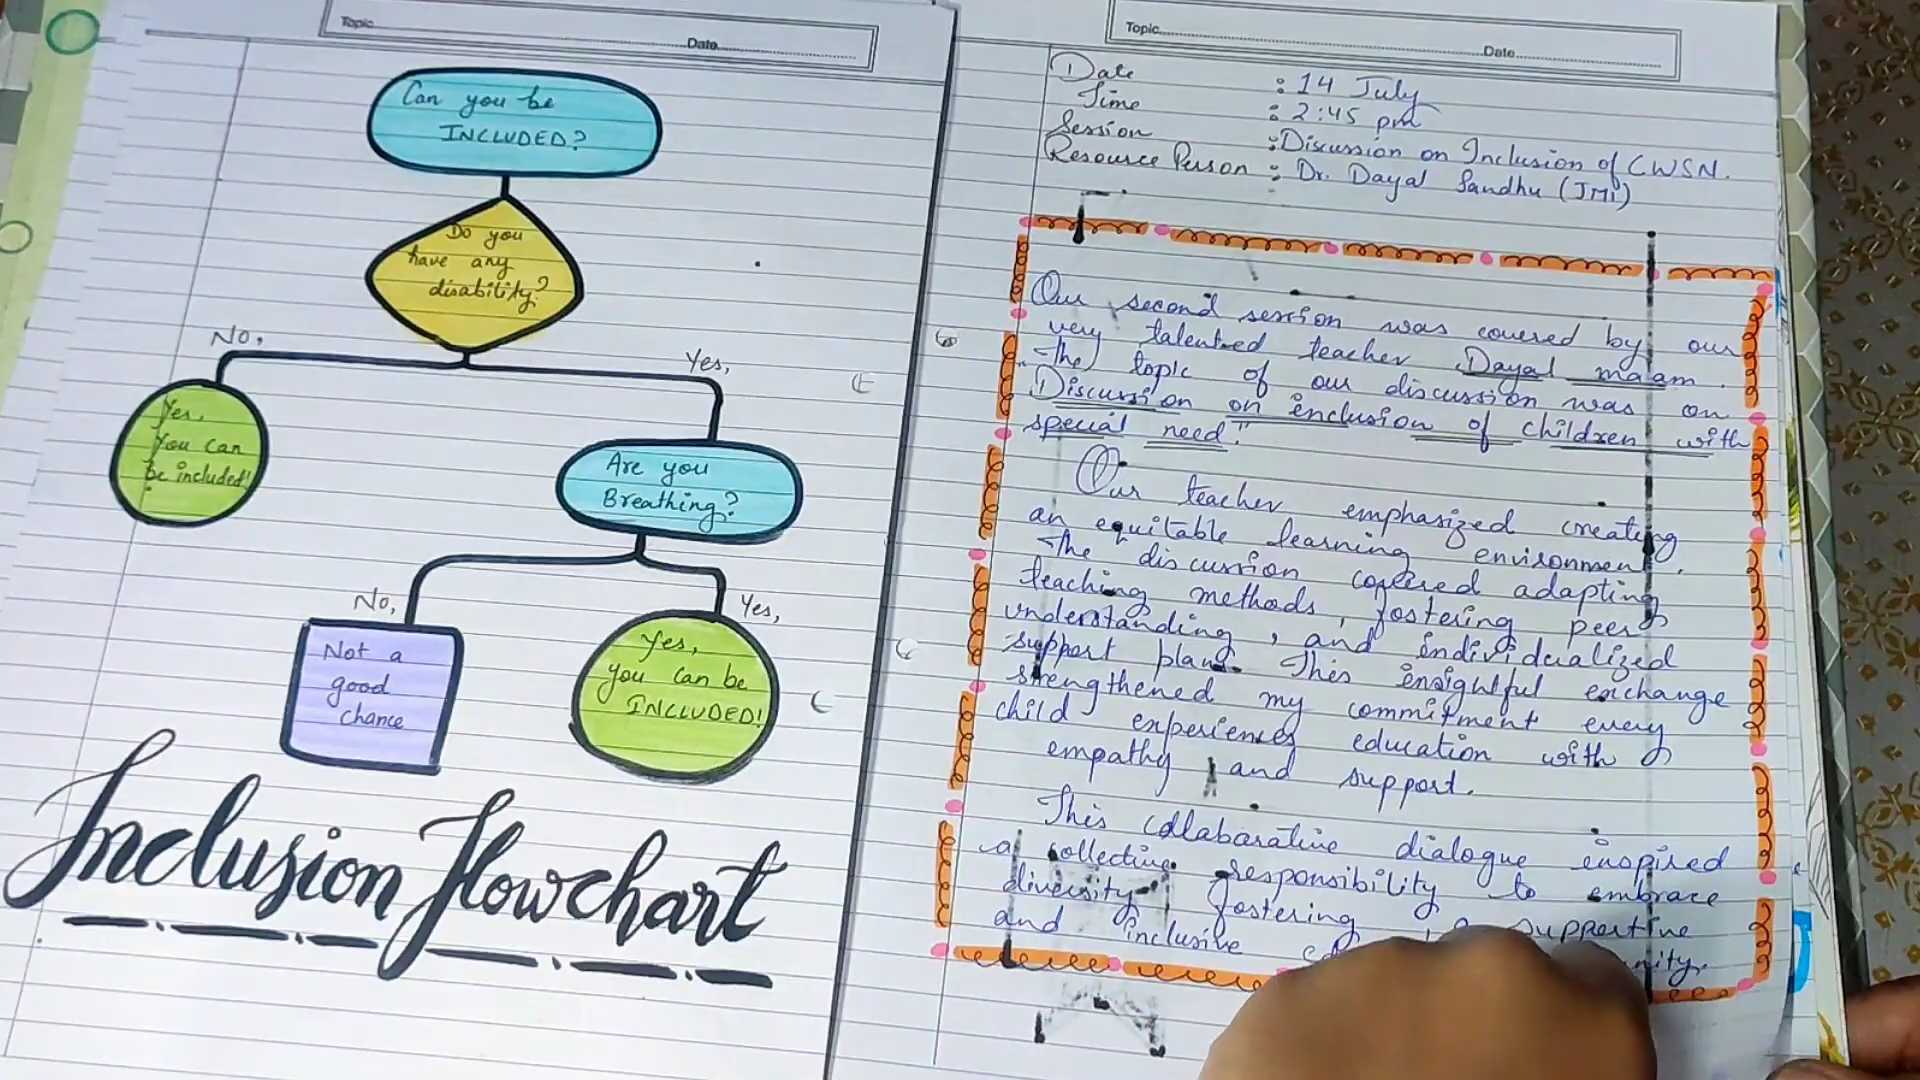 Topic
Date
Can you be
INCLUDED?
Do you
have any
disability?
No,
Yes,
Yes,
You can
be included!
Are you
Breathing?
No,
Yes,
Not a
good
chance
Yes,
you can be
INCLUDED!
Inclusion Flowchart
Topic
Date
Date : 14 July
Time : 2:45 pm
Session : Discussion on Inclusion of CWSN.
Resource Person : Dr. Dayal Sandhu (JMI)
Our second session was covered by our
very talented teacher Dayal ma'am.
The topic of our discussion was on
Discussion on inclusion of children with
special need."
Our teacher emphasized creating
an equitable learning environment.
The discussion covered adapting
teaching methods, fostering peer
understanding, and individualized
support plans. This insightful exchange
strengthened my commitment every
child experiences education with
empathy and support.
This collabarative dialogue inspired
a collective responsibility to embrace
diversity fostering a supportive
and inclusive